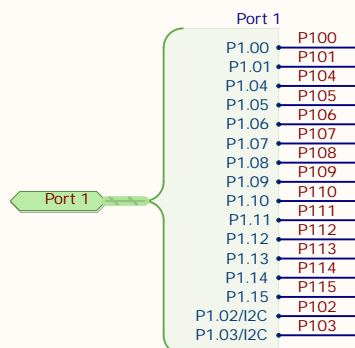 Port 1
P1.00 P100
P1.01 P101
P1.04 P104
P1.05 P105
P1.06 P106
P1.07 P107
P1.08 P108
P1.09 P109
Port 1
P1.10 P110
P1.11 P111
P1.12 P112
P1.13 P113
P1.14 P114
P1.15 P115
P1.02/I2C P102
P1.03/I2C P103